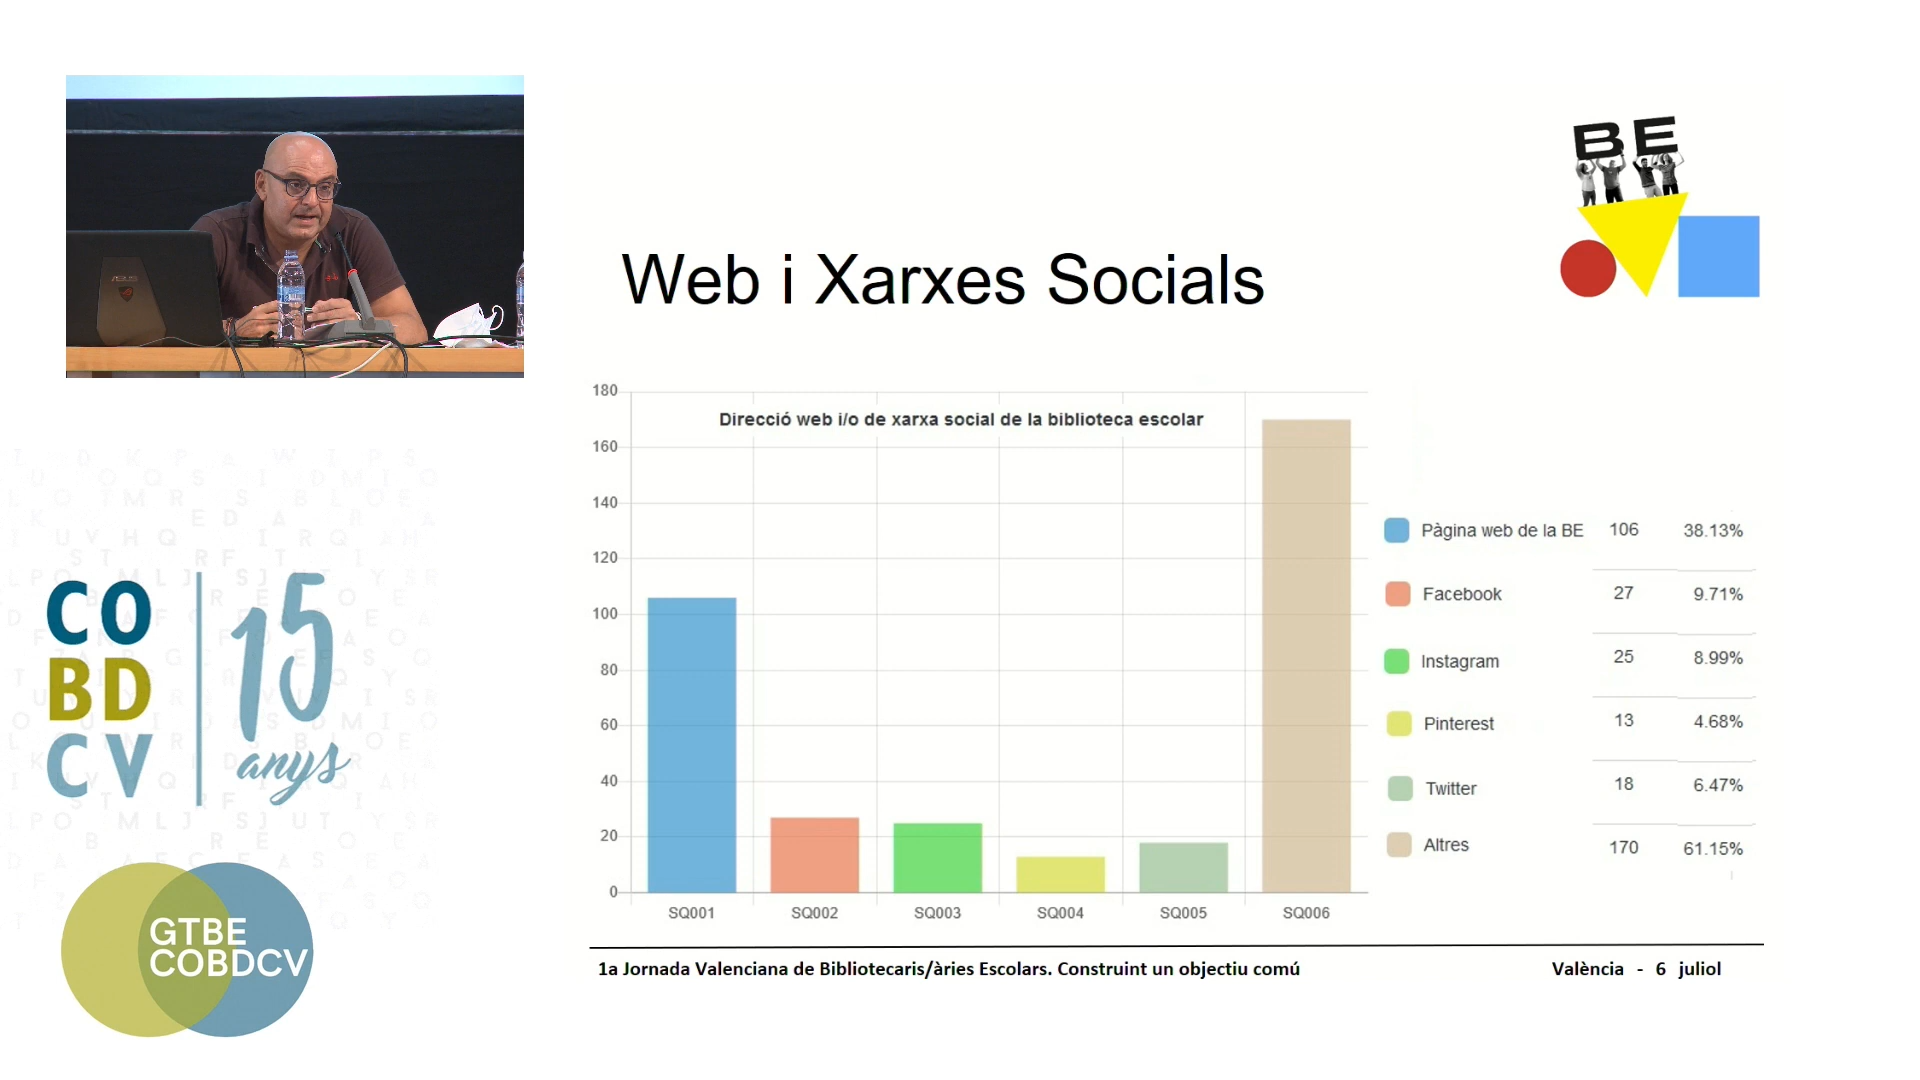 BE
Web i Xarxes Socials
Direcció web i/o de xarxa social de la biblioteca escolar
180
160
140
120
100
80
60
40
20
0
SQ001 SQ002 SQ003 SQ004 SQ005 SQ006
Pàgina web de la BE 106 38.13%
Facebook 27 9.71%
Instagram 25 8.99%
Pinterest 13 4.68%
Twitter 18 6.47%
Altres 170 61.15%
1a Jornada Valenciana de Bibliotecaris/àries Escolars. Construint un objectiu comú
València - 6 juliol
CO
BD
CV
15
anys
GTBE
COBDCV
ASUS